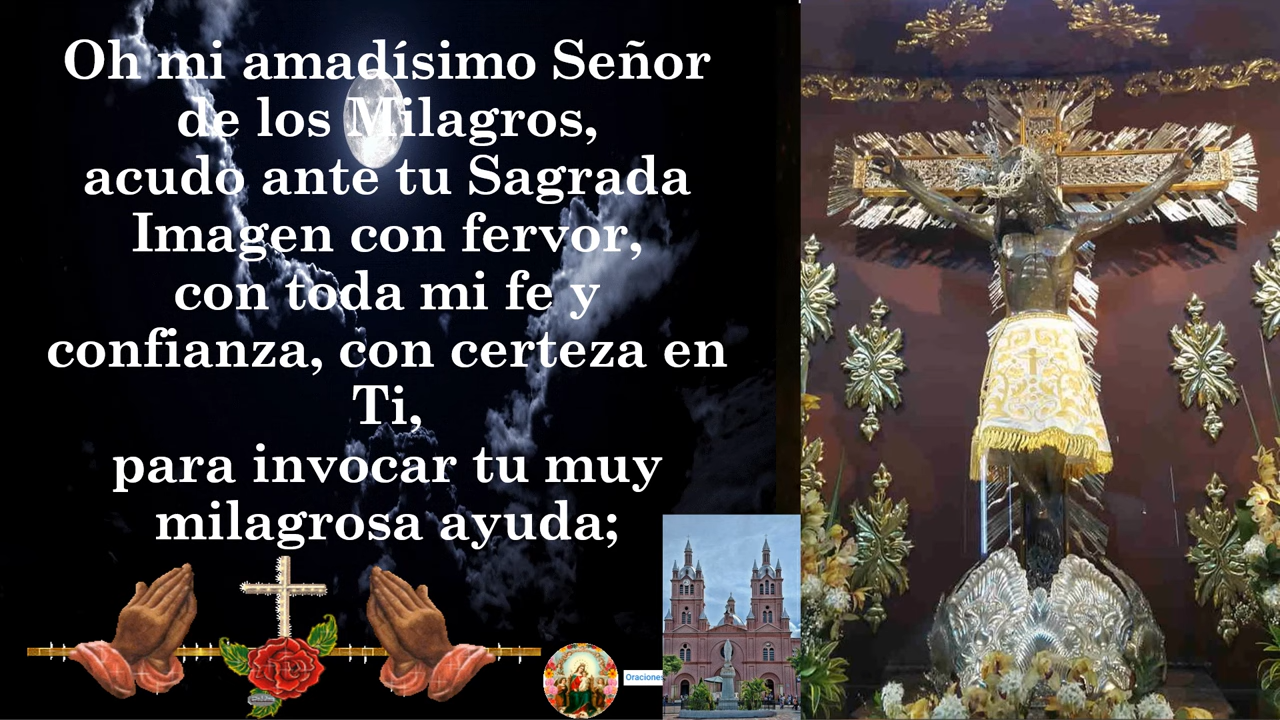 Oh mi amadísimo Señor
de los Milagros,
acudo ante tu Sagrada
Imagen con fervor,
con toda mi fe y
confianza, con certeza en
Ti,
para invocar tu muy
milagrosa ayuda;
Oraciones